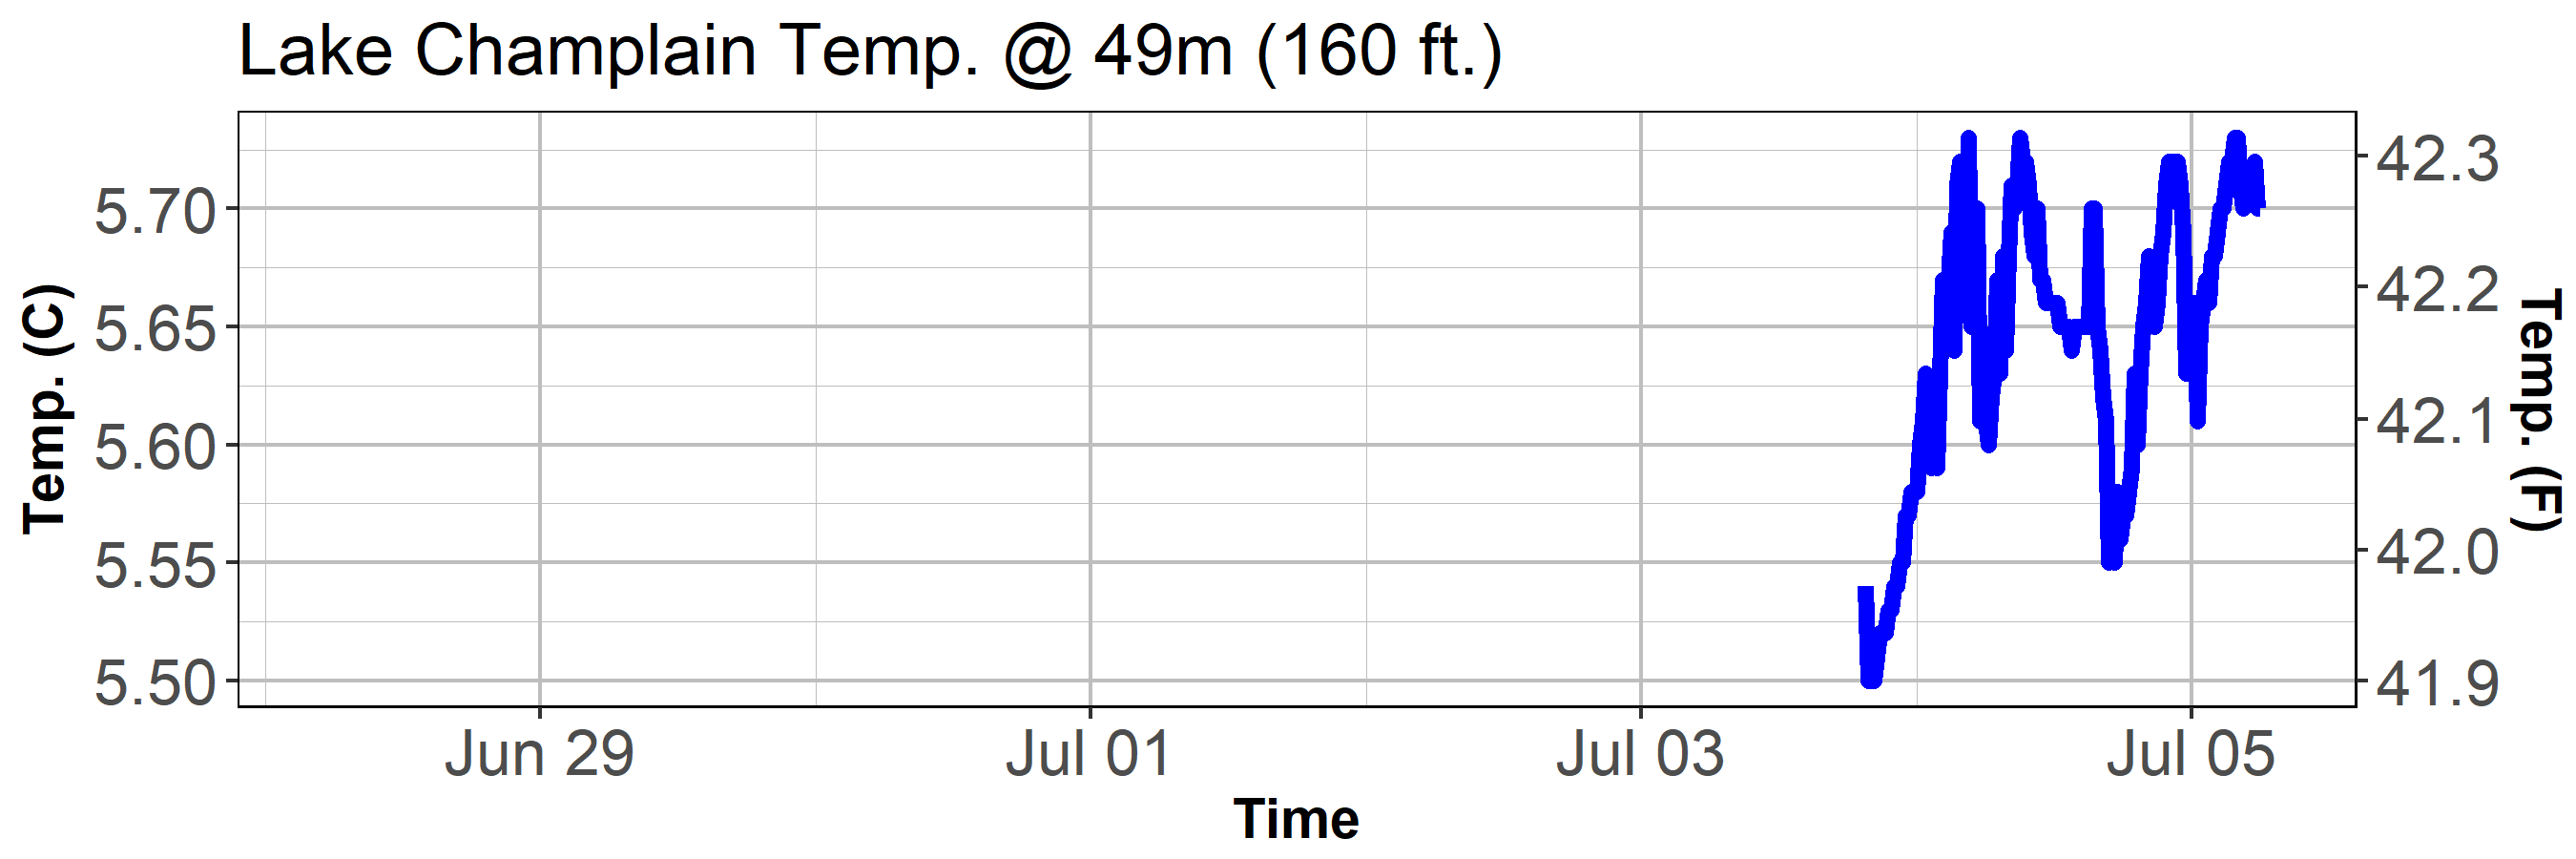 Lake Champlain Temp. @ 49m (160 ft.)
Temp. (C)
5.70
5.65
5.60
5.55
5.50
42.3
42.2
42.1
42.0
41.9
Temp. (F)
Jun 29
Jul 01
Jul 03
Jul 05
Time